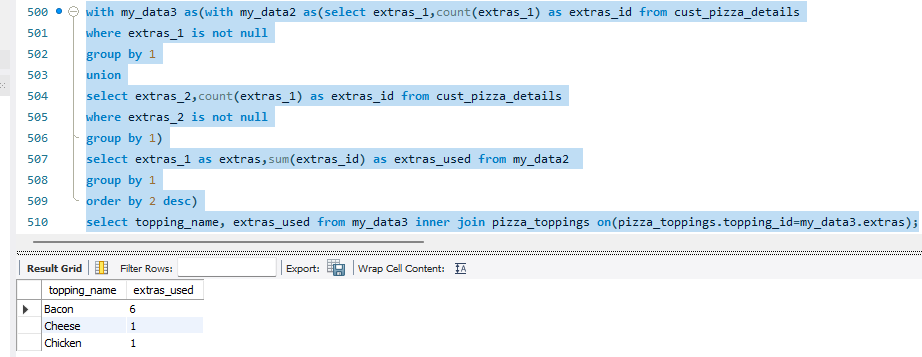 500 with my_data3 as(with my_data2 as(select extras_1,count(extras_1) as extras_id from cust_pizza_details
501 where extras_1 is not null
502 group by 1
503 union
504 select extras_2,count(extras_1) as extras_id from cust_pizza_details
505 where extras_2 is not null
506 group by 1)
507 select extras_1 as extras,sum(extras_id) as extras_used from my_data2
508 group by 1
509 order by 2 desc)
510 select topping_name, extras_used from my_data3 inner join pizza_toppings on(pizza_toppings.topping_id=my_data3.extras);
Result Grid Filter Rows: Export: Wrap Cell Content: IA
topping_name extras_used
Bacon 6
Cheese 1
Chicken 1